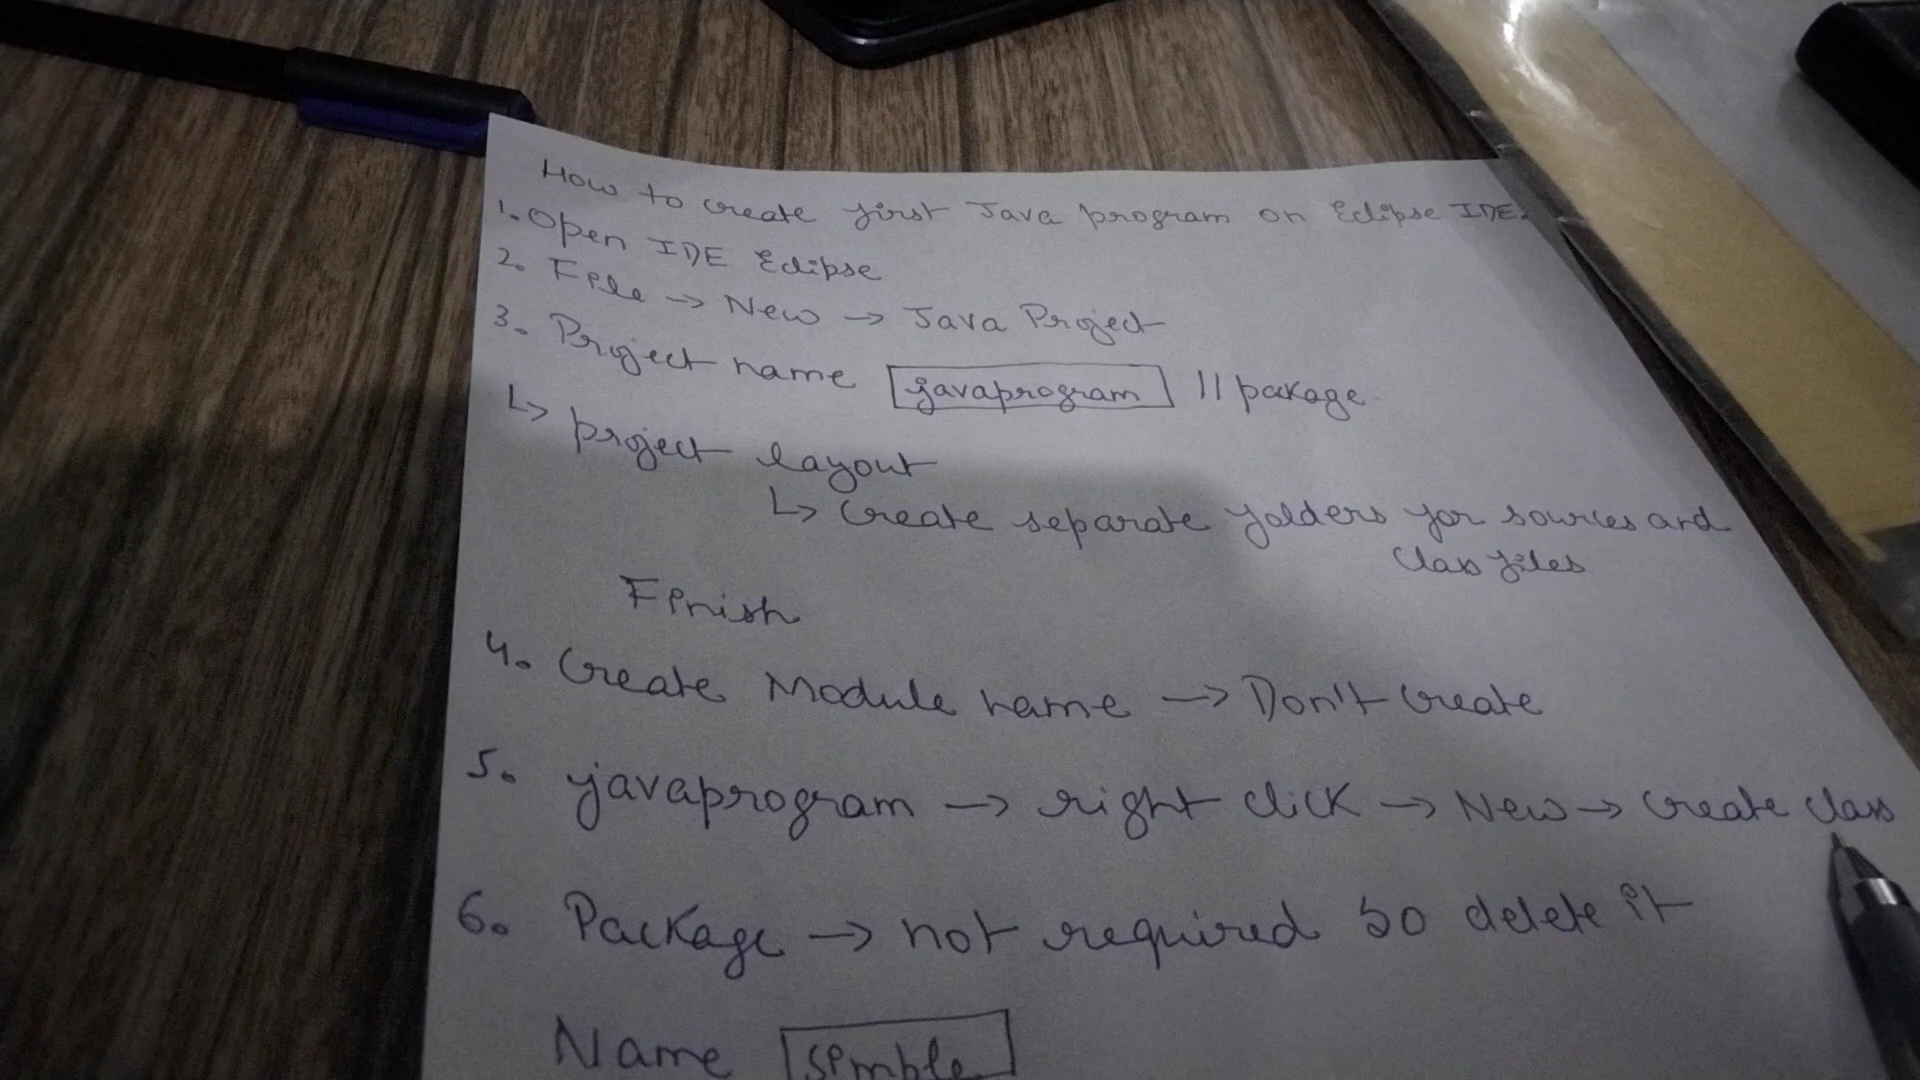 How to create first Java program on Eclipse IDE.
1. Open IDE Eclipse
2. File → New → Java Project
3. Project name javaprogram // package
↳ project layout
↳ Create separate folders for sources and
class files
Finish
4. Create Module name → Don't create
5. javaprogram → right click → New → Create class
6. Package → not required so delete it
Name simple